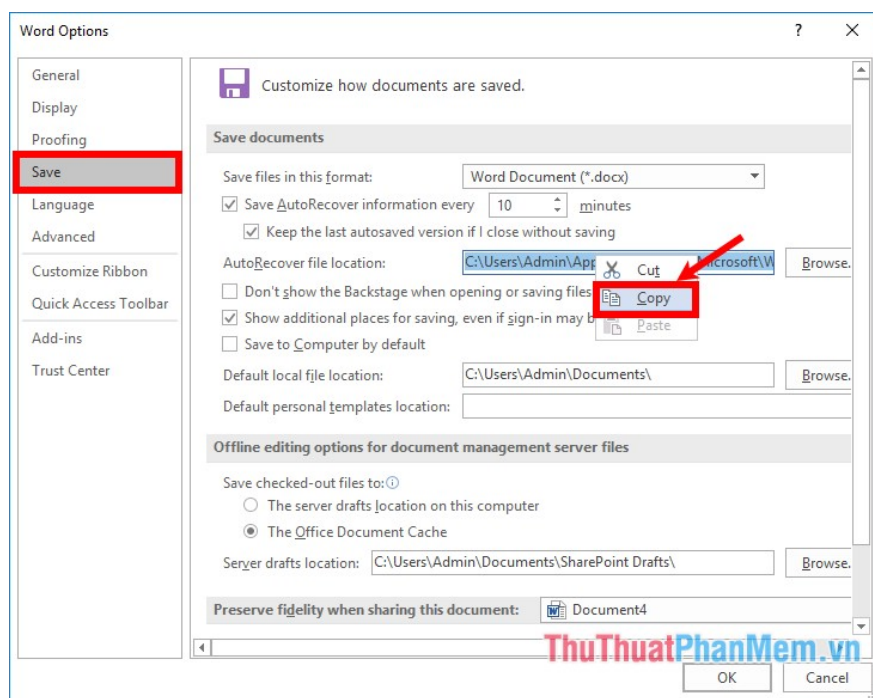 Word Options
?
General
Display
Proofing
Save
Language
Advanced
Customize Ribbon
Quick Access Toolbar
Add-ins
Trust Center
Customize how documents are saved.
Save documents
Save files in this format: Word Document (*.docx)
Save AutoRecover information every 10 minutes
Keep the last autosaved version if I close without saving
AutoRecover file location: C:\Users\Admin\App Microsoft\W Browse.
Cut
Copy
Paste
Don't show the Backstage when opening or saving files
Show additional places for saving, even if sign-in may b
Save to Computer by default
Default local file location: C:\Users\Admin\Documents\ Browse.
Default personal templates location:
Offline editing options for document management server files
Save checked-out files to:
The server drafts location on this computer
The Office Document Cache
Server drafts location: C:\Users\Admin\Documents\SharePoint Drafts\ Browse.
Preserve fidelity when sharing this document: Document4
ThuThuatPhanMem.vn
OK Cancel